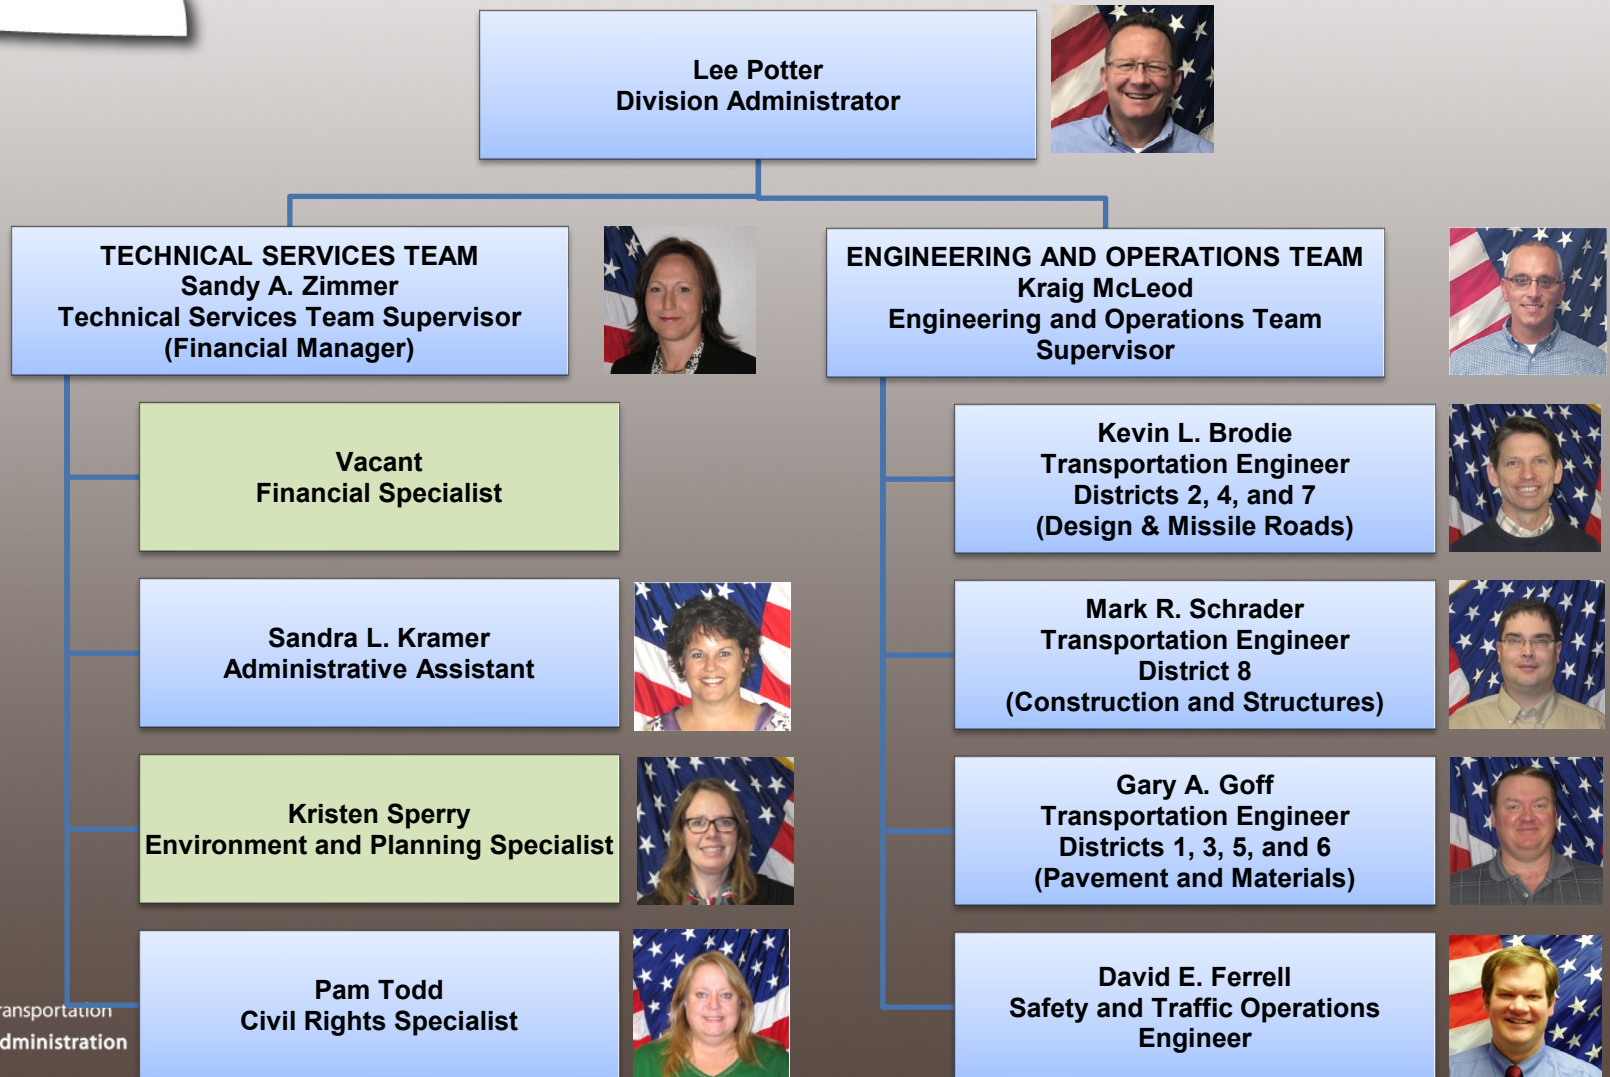 Lee Potter
Division Administrator
TECHNICAL SERVICES TEAM
Sandy A. Zimmer
Technical Services Team Supervisor
(Financial Manager)
Vacant
Financial Specialist
Sandra L. Kramer
Administrative Assistant
Kristen Sperry
Environment and Planning Specialist
Pam Todd
Civil Rights Specialist
ENGINEERING AND OPERATIONS TEAM
Kraig McLeod
Engineering and Operations Team
Supervisor
Kevin L. Brodie
Transportation Engineer
Districts 2, 4, and 7
(Design & Missile Roads)
Mark R. Schrader
Transportation Engineer
District 8
(Construction and Structures)
Gary A. Goff
Transportation Engineer
Districts 1, 3, 5, and 6
(Pavement and Materials)
David E. Ferrell
Safety and Traffic Operations
Engineer
ransportation
dministration